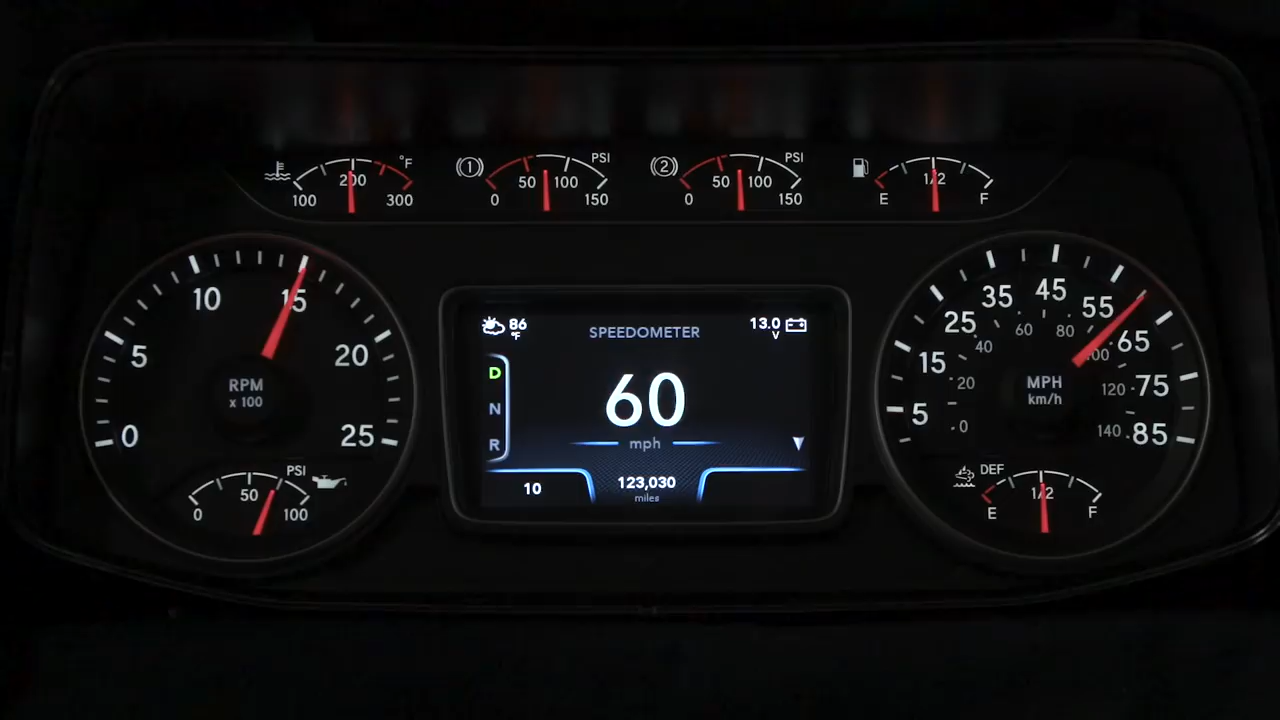 °F
100 200 300
(1) PSI
0 50 100 150
(2) PSI
0 50 100 150
E 1/2 F
0 5 10 15 20 25
RPM
x 100
PSI
0 50 100
86
°F
SPEEDOMETER
13.0
V
D
N
R
60
mph
10
123,030
miles
5 15 25 35 45 55 65 75 85
0 20 40 60 80 100 120 140
MPH
km/h
DEF
E 1/2 F